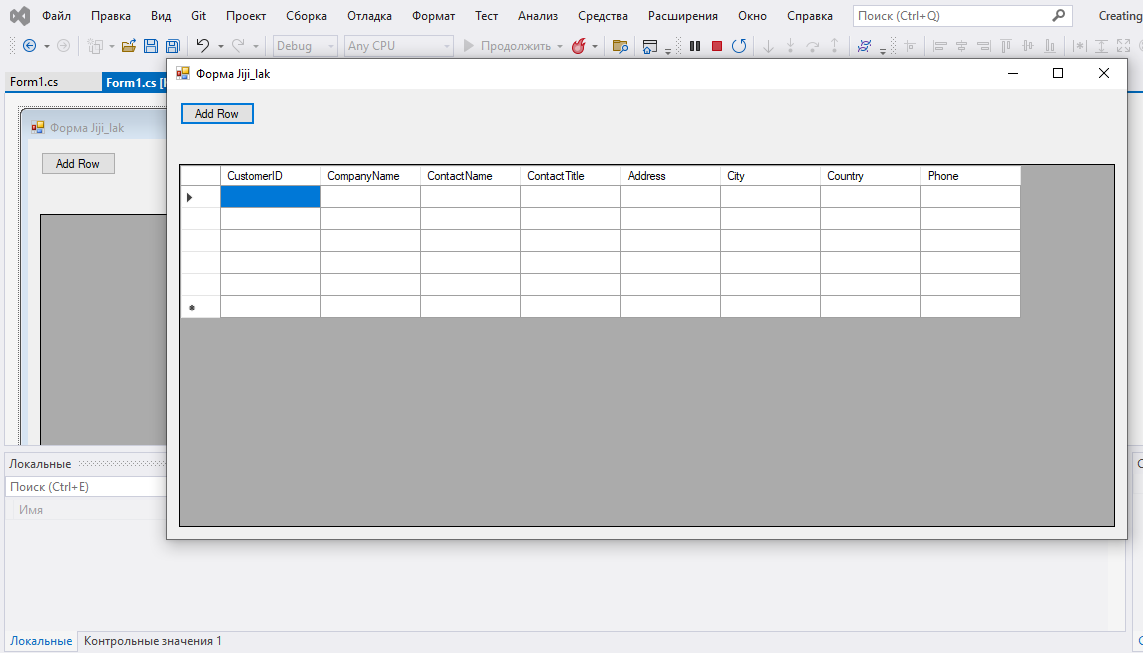 Файл Правка Вид Git Проект Сборка Отладка Формат Тест Анализ Средства Расширения Окно Справка Поиск (Ctrl+Q) Creating
Debug Any CPU Продолжить
Form1.cs Form1.cs
Форма Jiji_lak
Add Row
CustomerID CompanyName ContactName ContactTitle Address City Country Phone
Форма Jiji_lak
Add Row
Локальные
Поиск (Ctrl+E)
Имя
Локальные Контрольные значения 1